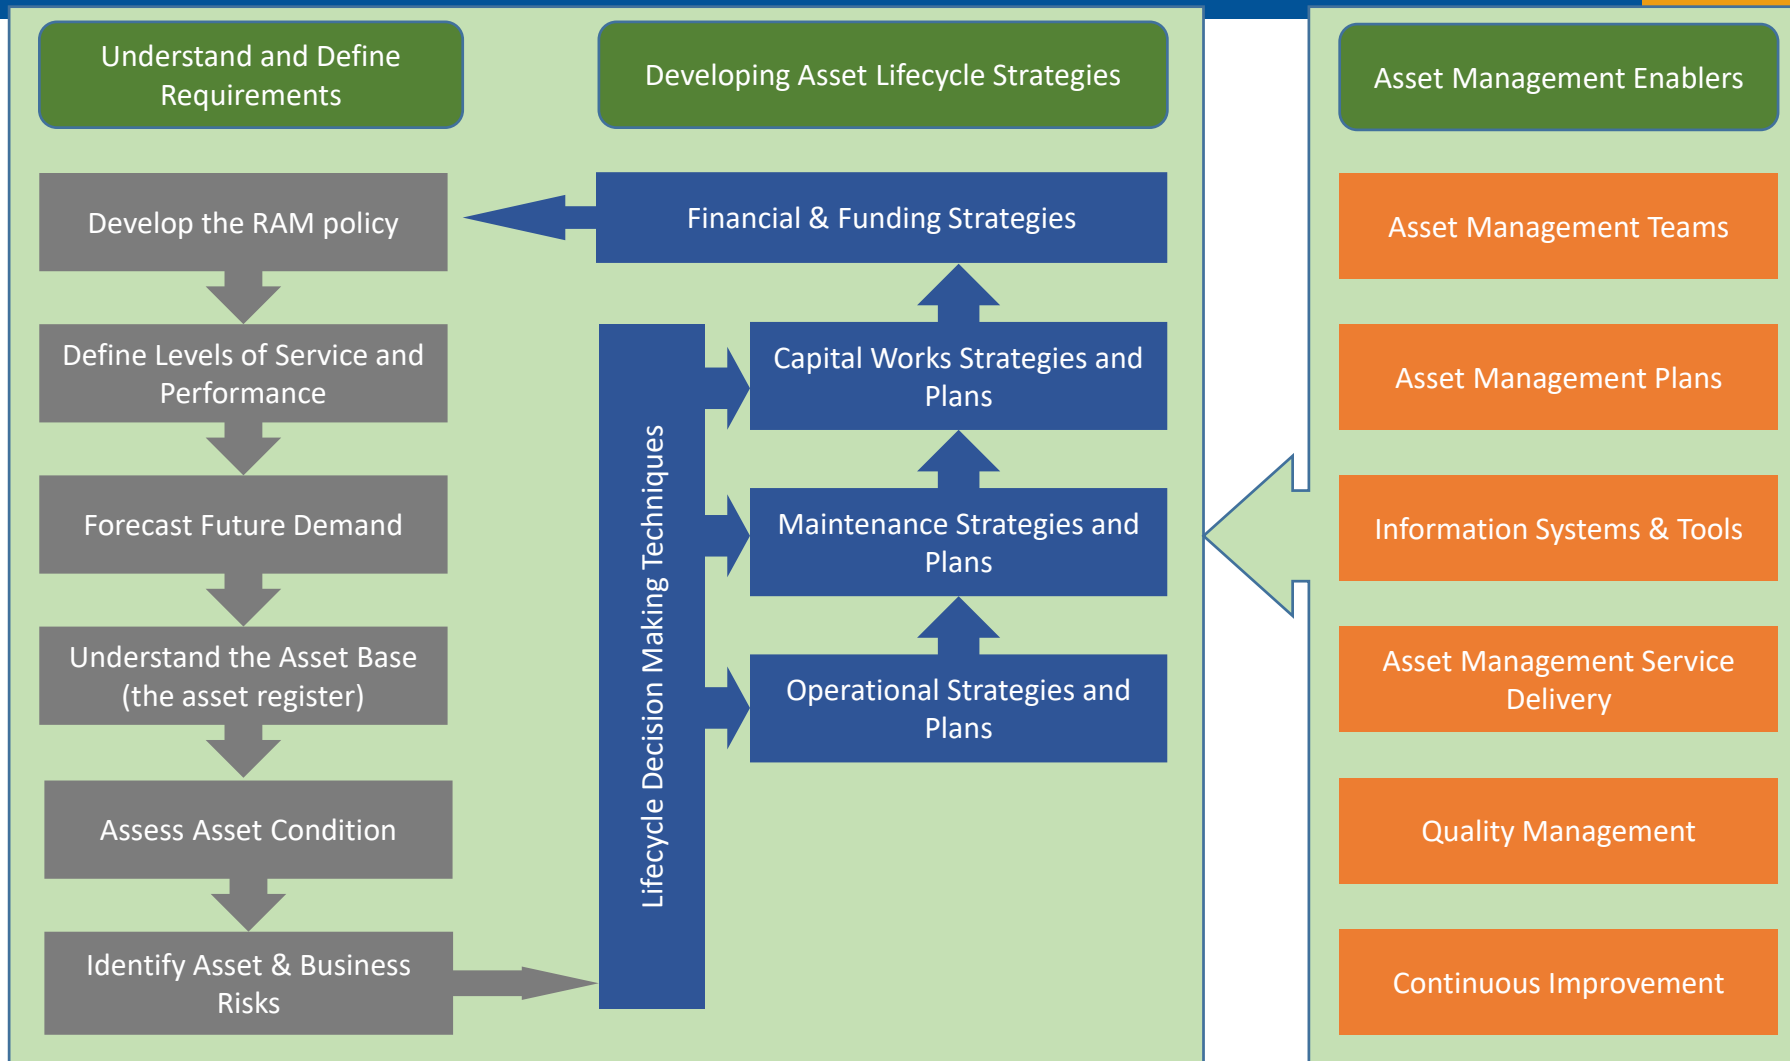 Understand and Define
Requirements
Developing Asset Lifecycle Strategies
Asset Management Enablers
Develop the RAM policy
Define Levels of Service and
Performance
Forecast Future Demand
Understand the Asset Base
(the asset register)
Assess Asset Condition
Identify Asset & Business
Risks
Financial & Funding Strategies
Lifecycle Decision Making Techniques
Capital Works Strategies and
Plans
Maintenance Strategies and
Plans
Operational Strategies and
Plans
Asset Management Teams
Asset Management Plans
Information Systems & Tools
Asset Management Service
Delivery
Quality Management
Continuous Improvement